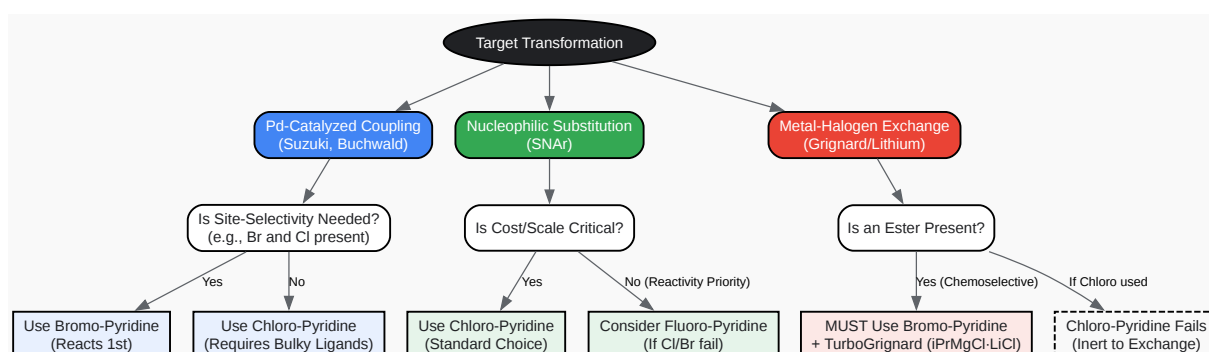 Target Transformation
Pd-Catalyzed Coupling
(Suzuki, Buchwald)
Nucleophilic Substitution
(SNAr)
Metal-Halogen Exchange
(Grignard/Lithium)
Is Site-Selectivity Needed?
(e.g., Br and Cl present)
Is Cost/Scale Critical?
Is an Ester Present?
Yes
No
Yes
No (Reactivity Priority)
Yes (Chemoselective)
If Chloro used
Use Bromo-Pyridine
(Reacts 1st)
Use Chloro-Pyridine
(Requires Bulky Ligands)
Use Chloro-Pyridine
(Standard Choice)
Consider Fluoro-Pyridine
(If Cl/Br fail)
MUST Use Bromo-Pyridine
+ TurboGrignard (iPrMgCl·LiCl)
Chloro-Pyridine Fails
(Inert to Exchange)